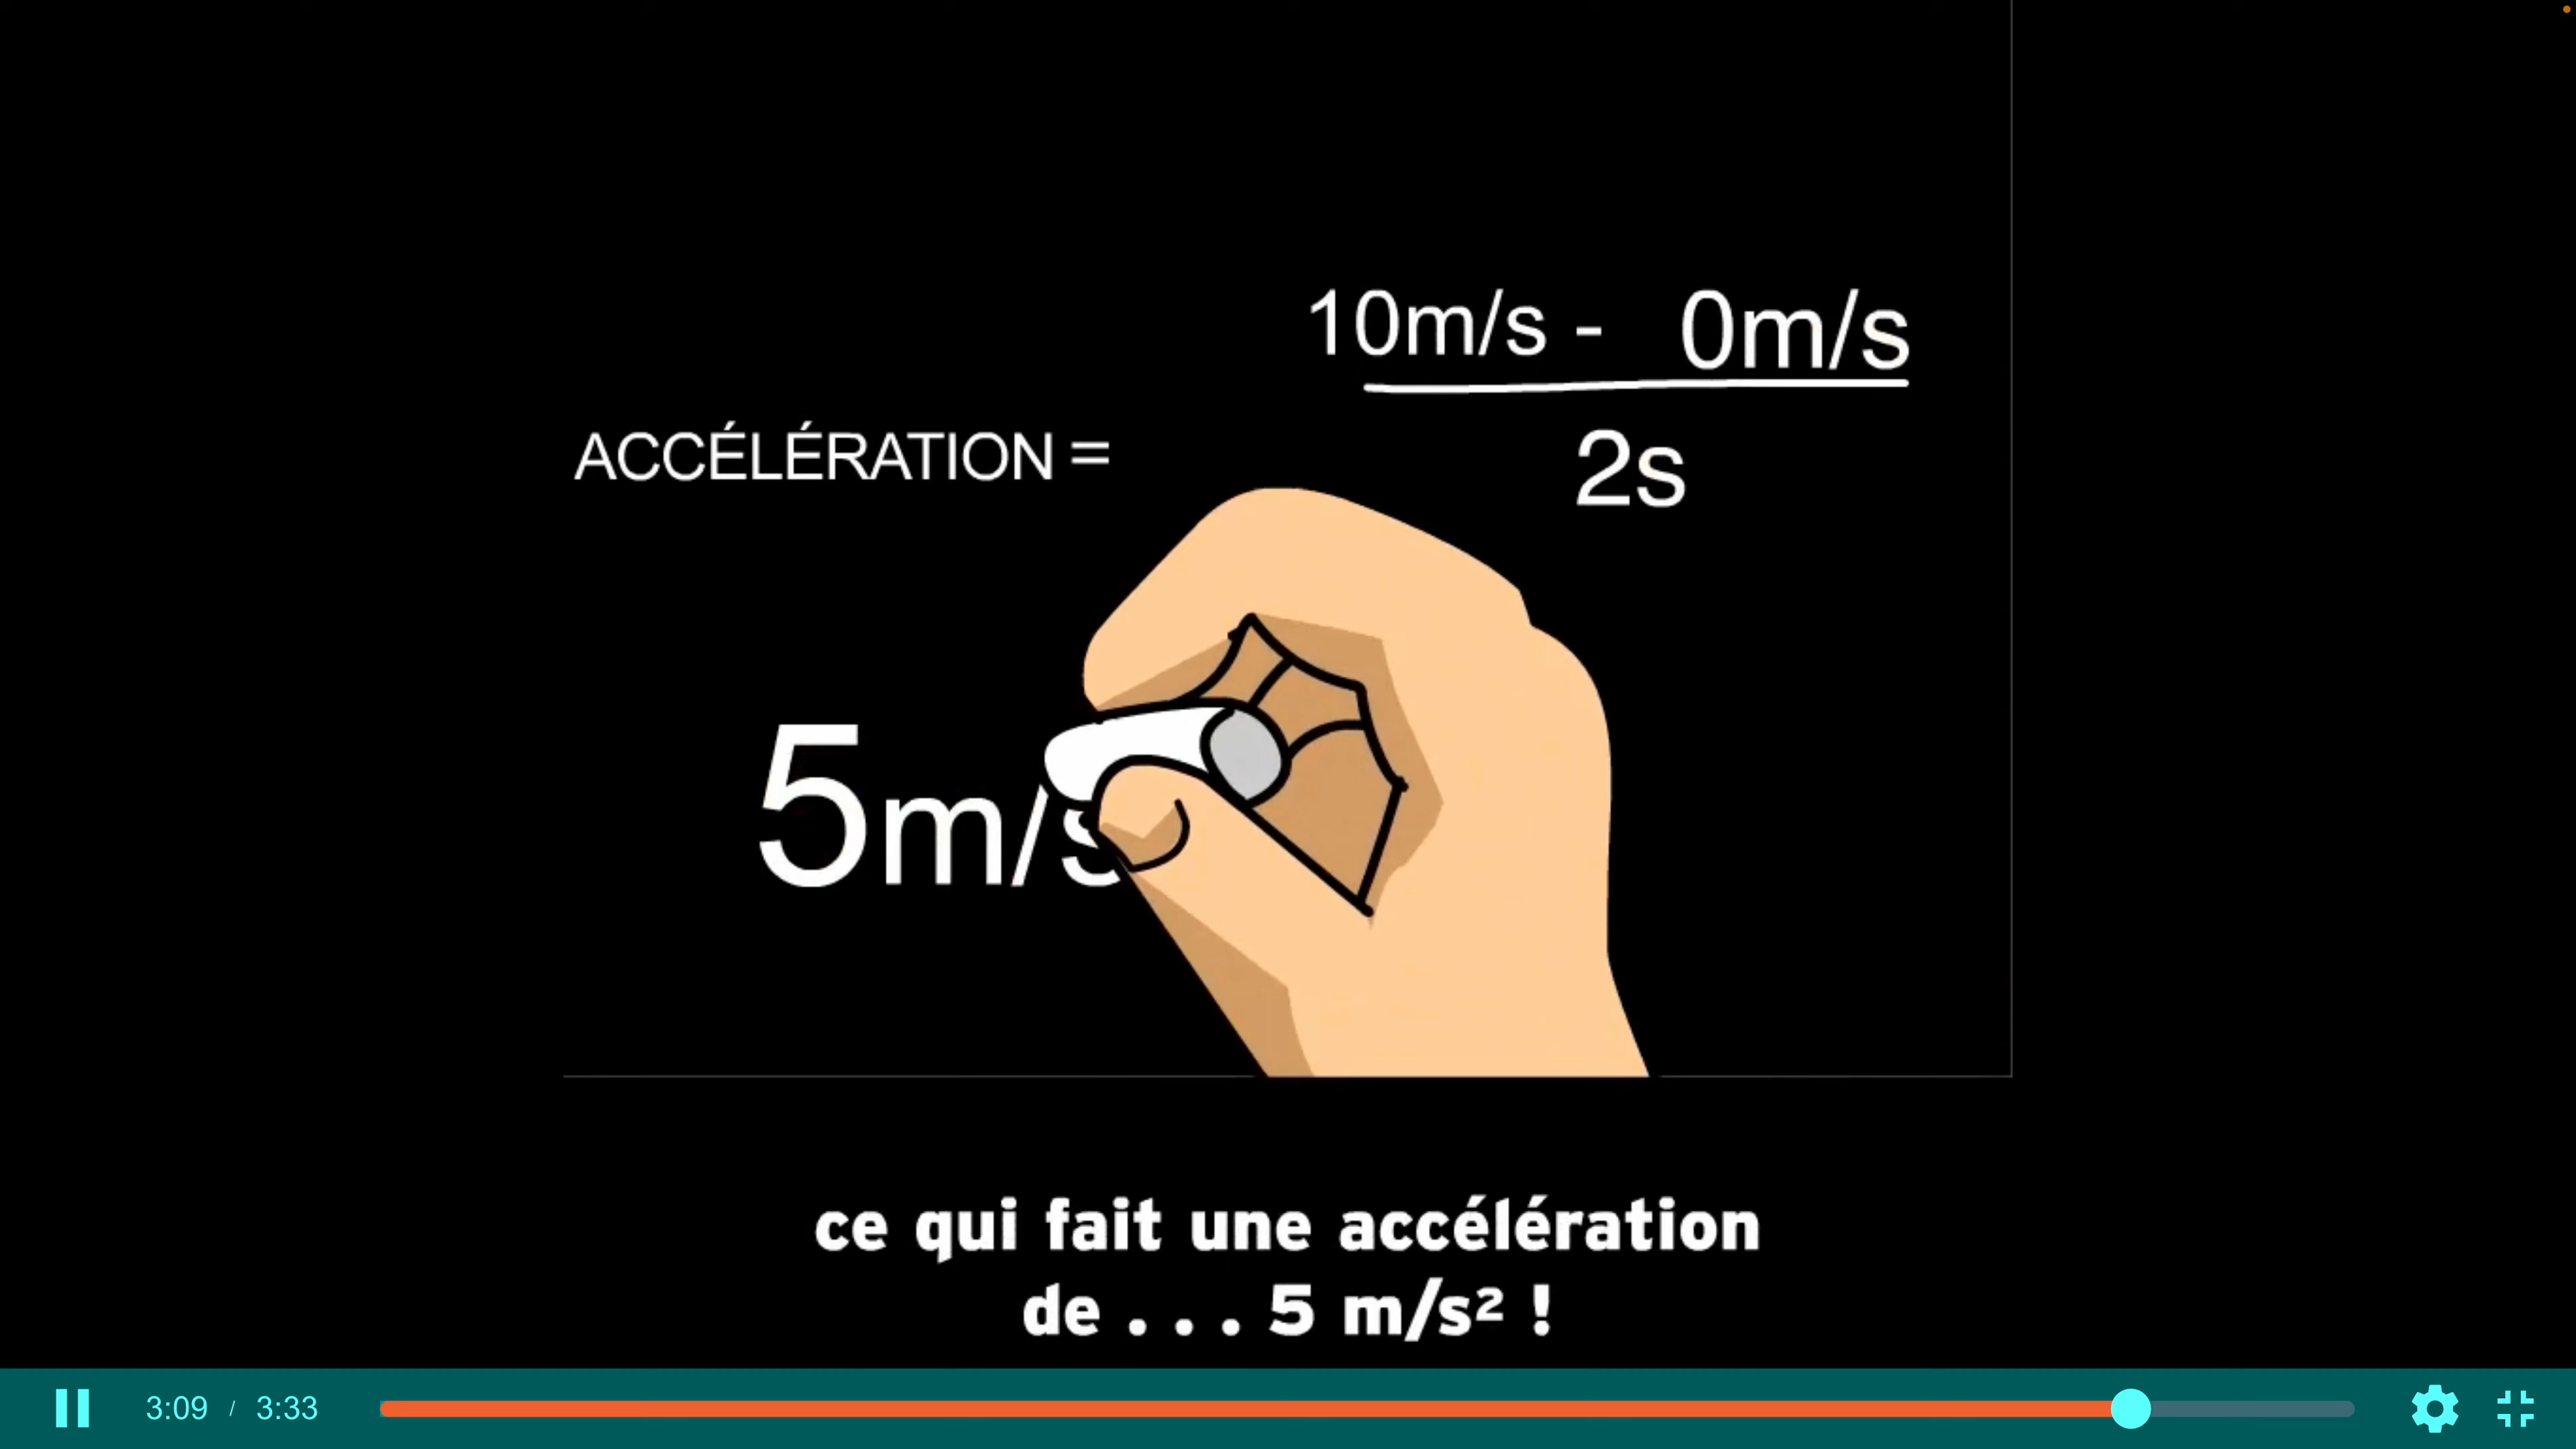 10m/s - 0m/s
ACCÉLÉRATION =
2s
5m/s
ce qui fait une accélération
de . . . 5 m/s² !
3:09 / 3:33